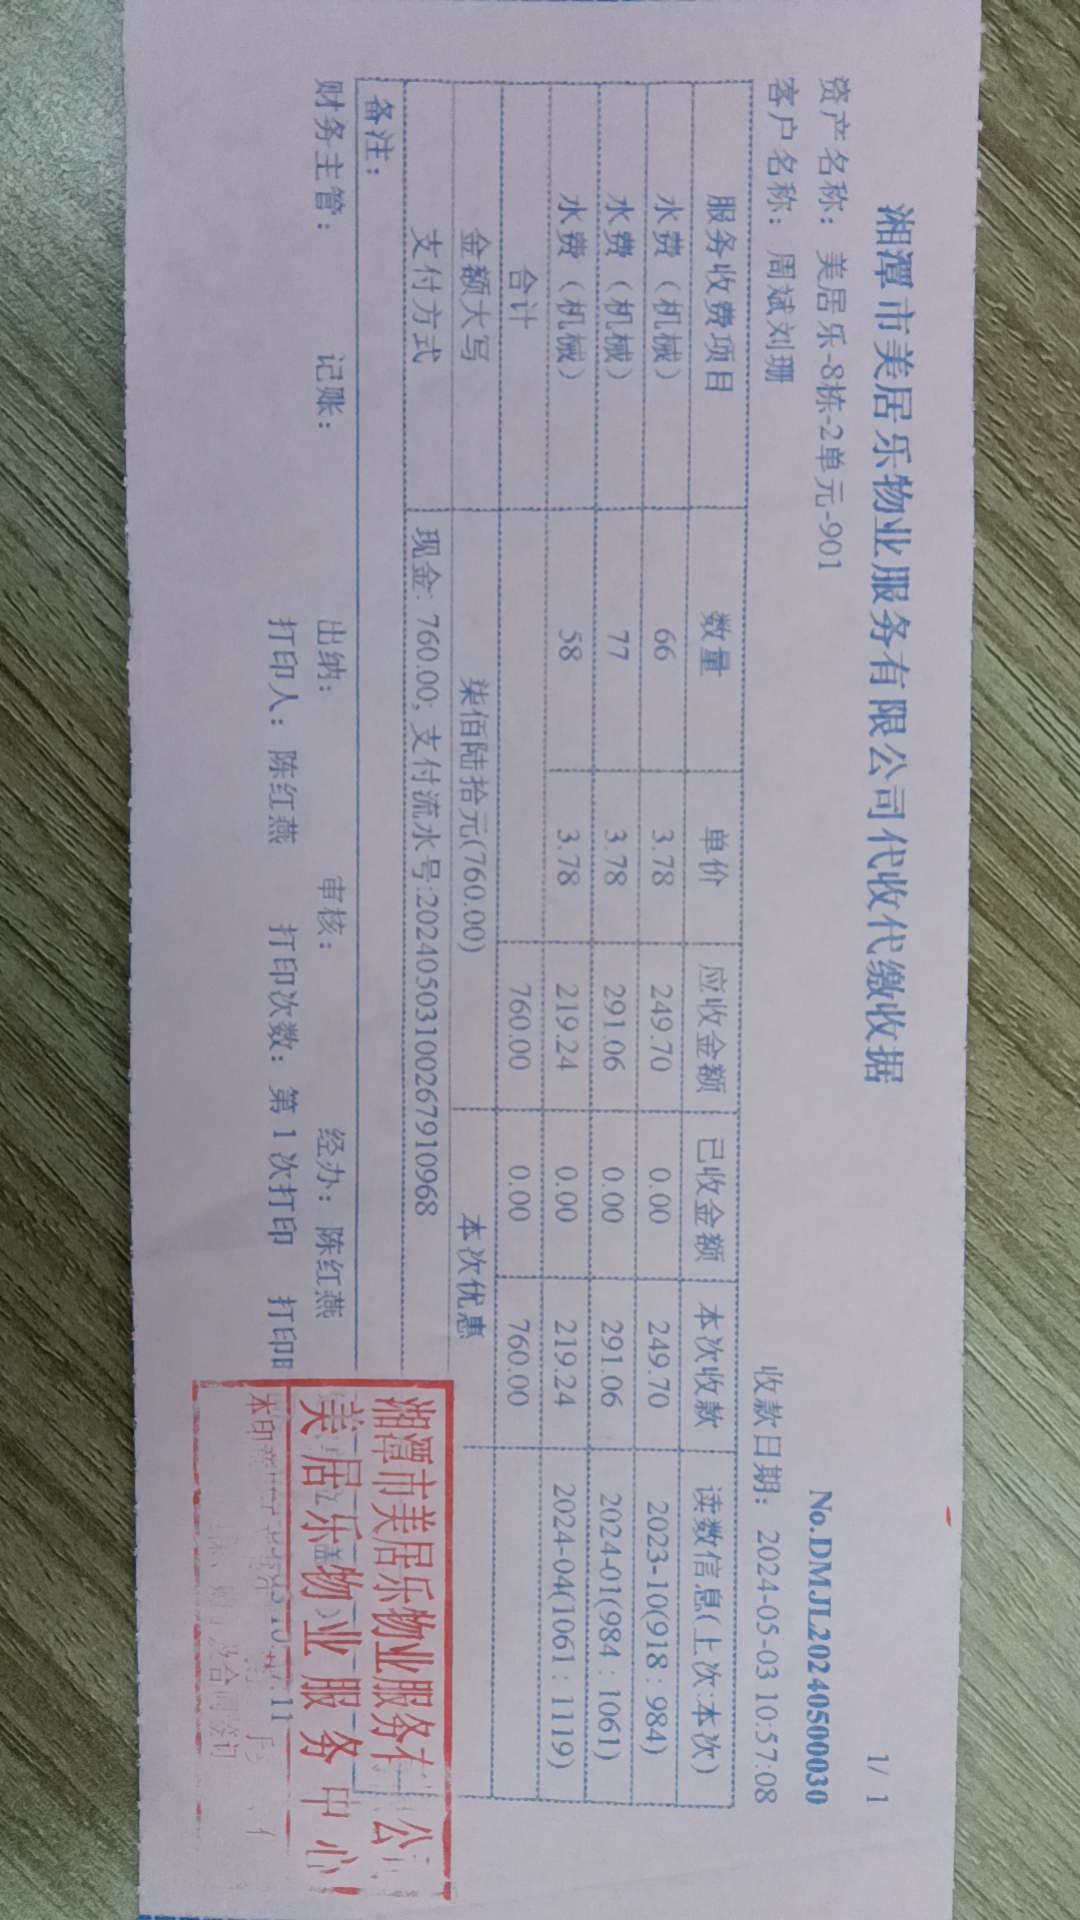 1/ 1
湘潭市美居乐物业服务有限公司代收代缴收据
No.DMJL2024050030
资产名称：美居乐-8栋-2单元-901
客户名称：周斌刘珊 收款日期：2024-05-03 10:57:08
服务收费项目 数量 单价 应收金额 已收金额 本次收款 读数信息(上次:本次)
水费（机械） 66 3.78 249.70 0.00 249.70 2023-10(918 : 984)
水费（机械） 77 3.78 291.06 0.00 291.06 2024-01(984 : 1061)
水费（机械） 58 3.78 219.24 0.00 219.24 2024-04(1061 : 1119)
合计 760.00 0.00 760.00
金额大写 柒佰陆拾元(760.00) 本次优惠
支付方式 现金: 760.00; 支付流水号:20240503100267910968
备注：
财务主管： 记账： 出纳： 审核： 经办：陈红燕
打印人：陈红燕 打印次数：第 1 次打印 打印
湘潭市美居乐物业服务有 公
美居乐物业服务中心
本印章